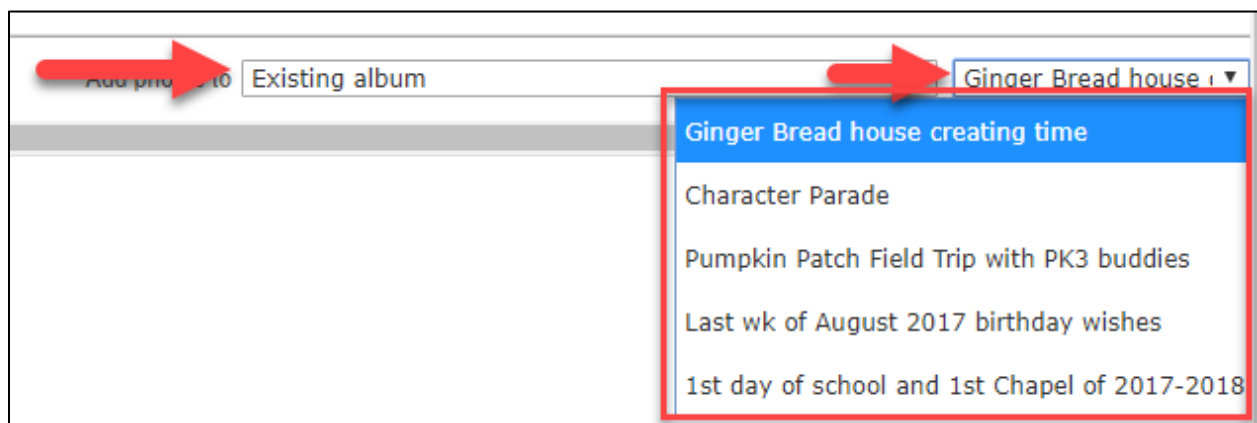 Add photos to Existing album Ginger Bread house
Ginger Bread house creating time
Character Parade
Pumpkin Patch Field Trip with PK3 buddies
Last wk of August 2017 birthday wishes
1st day of school and 1st Chapel of 2017-2018